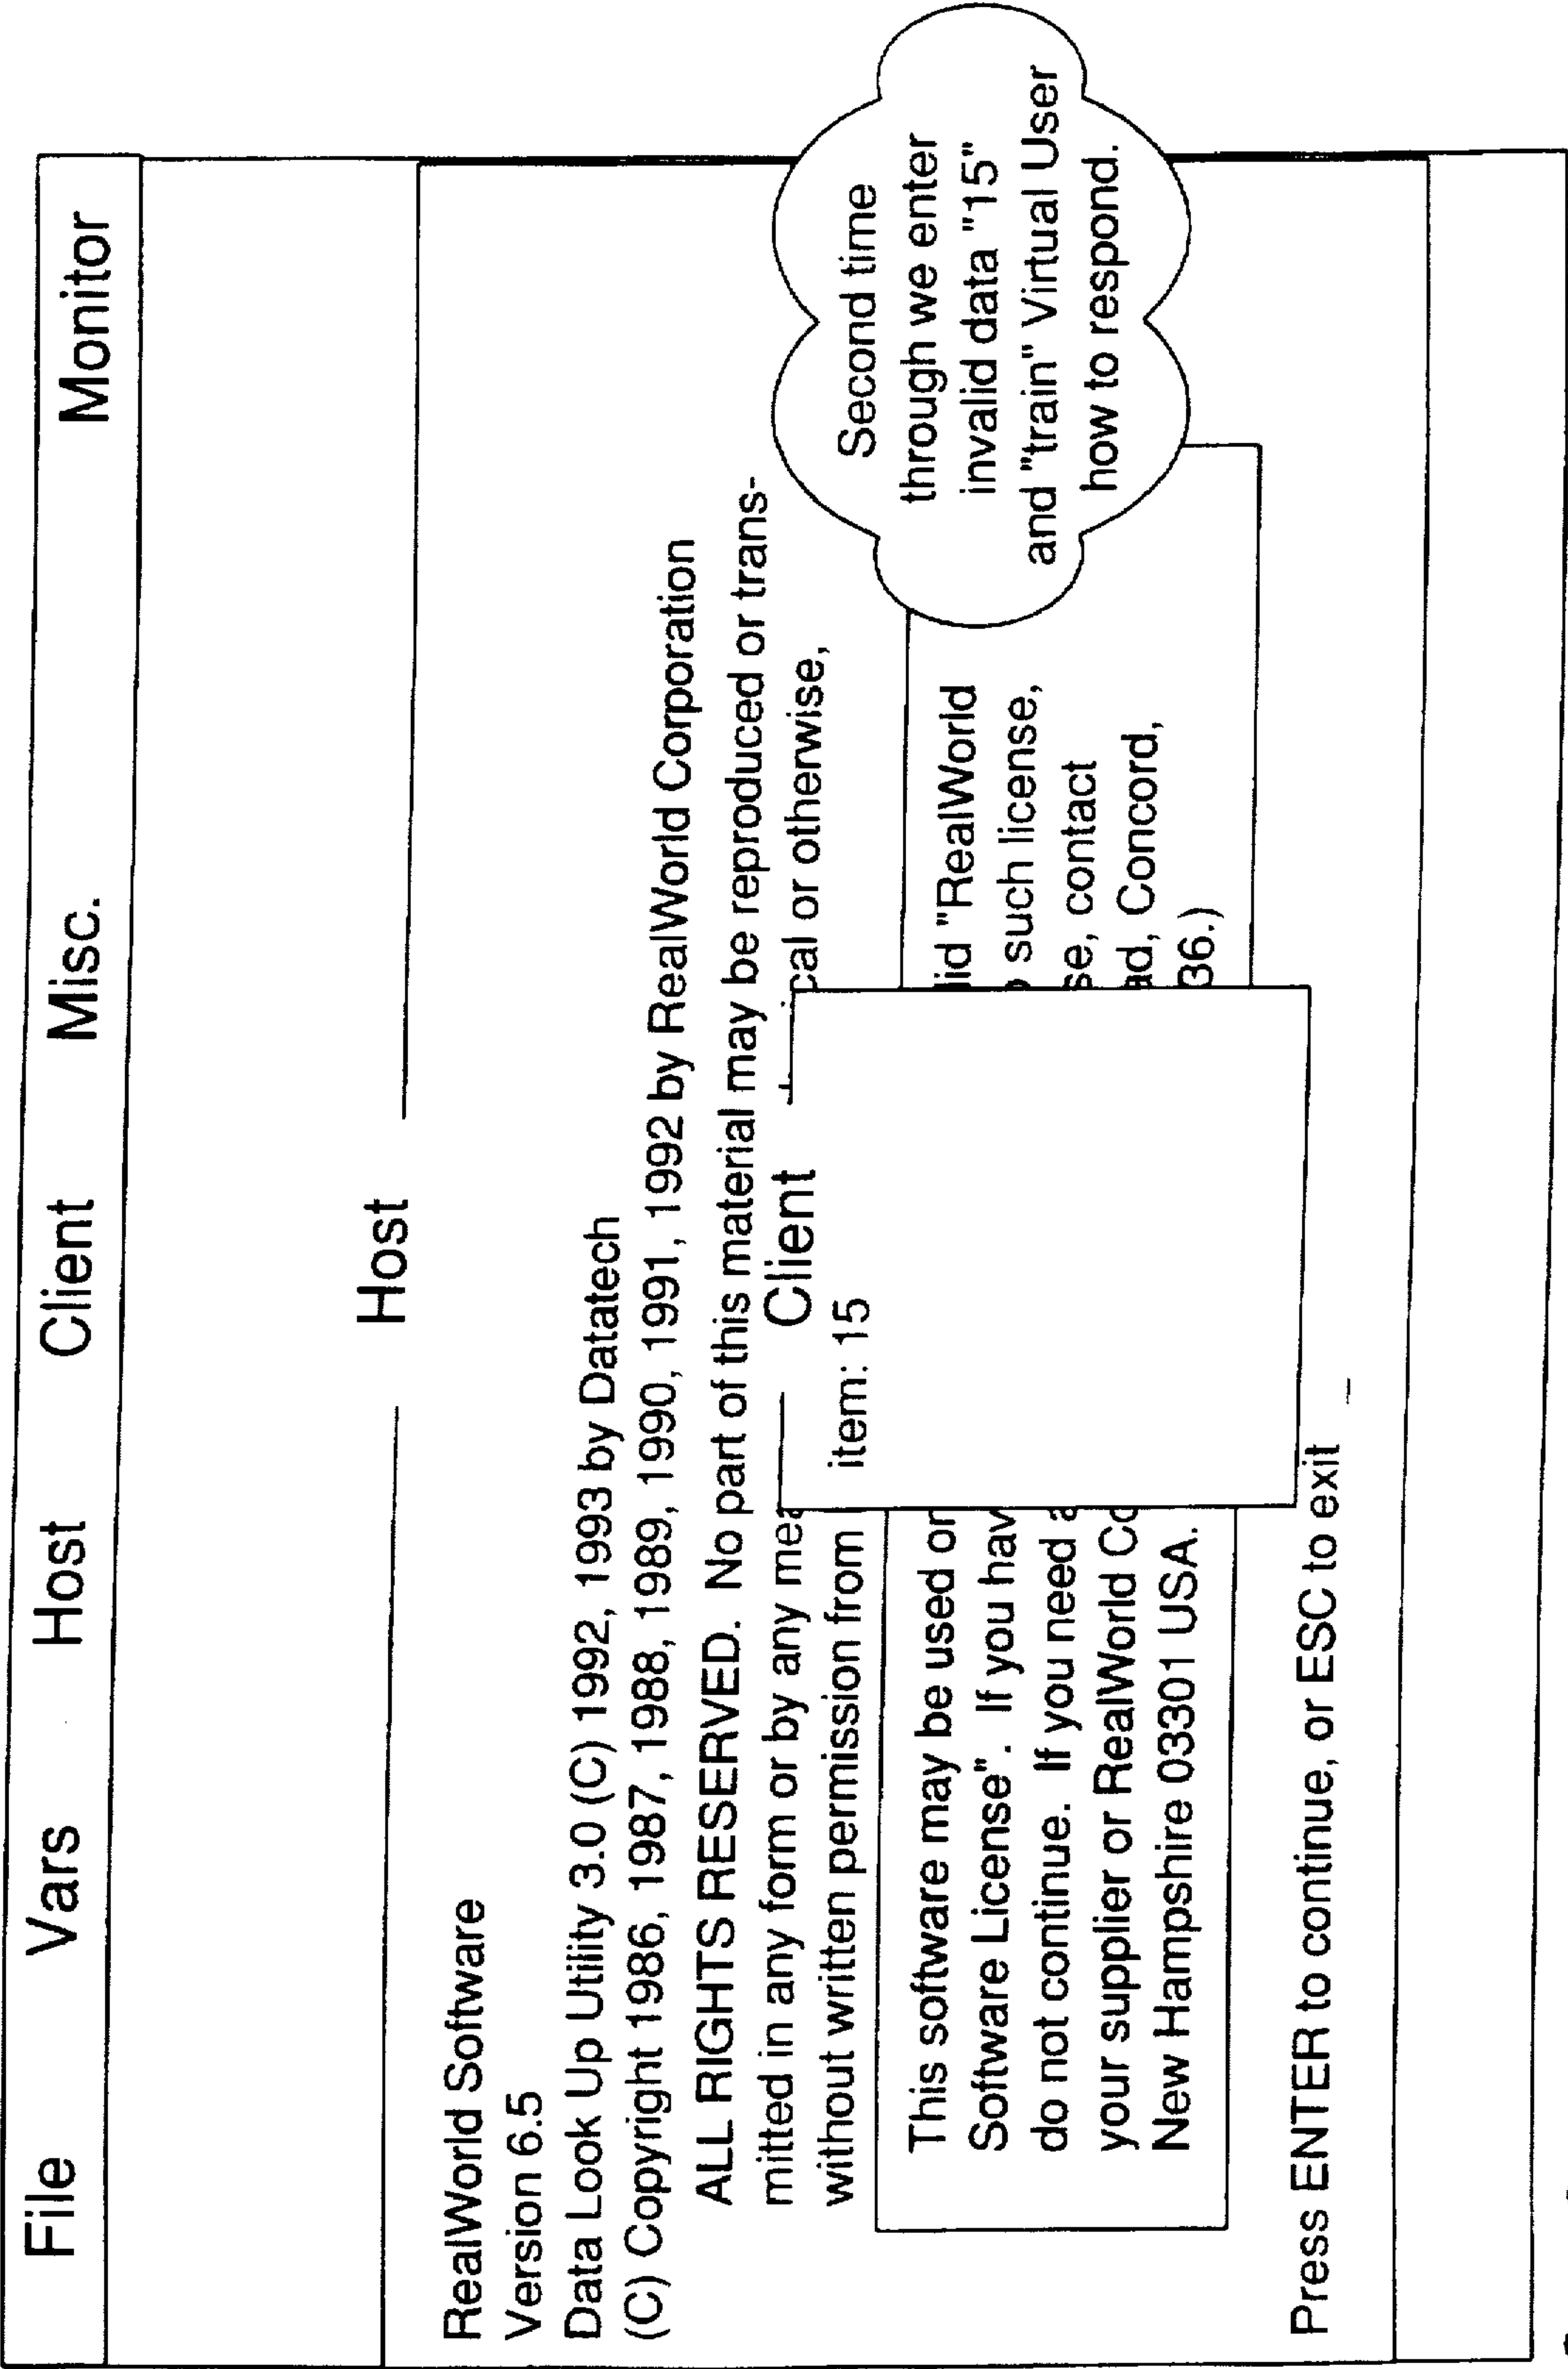 File Vars Host Client Misc. Monitor
Host
RealWorld Software
Version 6.5
Data Look Up Utility 3.0 (C) 1992, 1993 by Datatech
(C) Copyright 1986, 1987, 1988, 1989, 1990, 1991, 1992 by RealWorld Corporation
ALL RIGHTS RESERVED. No part of this material may be reproduced or trans-
mitted in any form or by any cal or otherwise,
without written permission from
Client
item: 15
This software may be used lid "RealWorld
Software License". If you such license,
do not continue. If you need se, contact
your supplier or RealWorld ad, Concord,
New Hampshire 03301 USA. 36.)
Press ENTER to continue, or ESC to exit _
Second time
through we enter
invalid data "15"
and "train" Virtual User
how to respond.